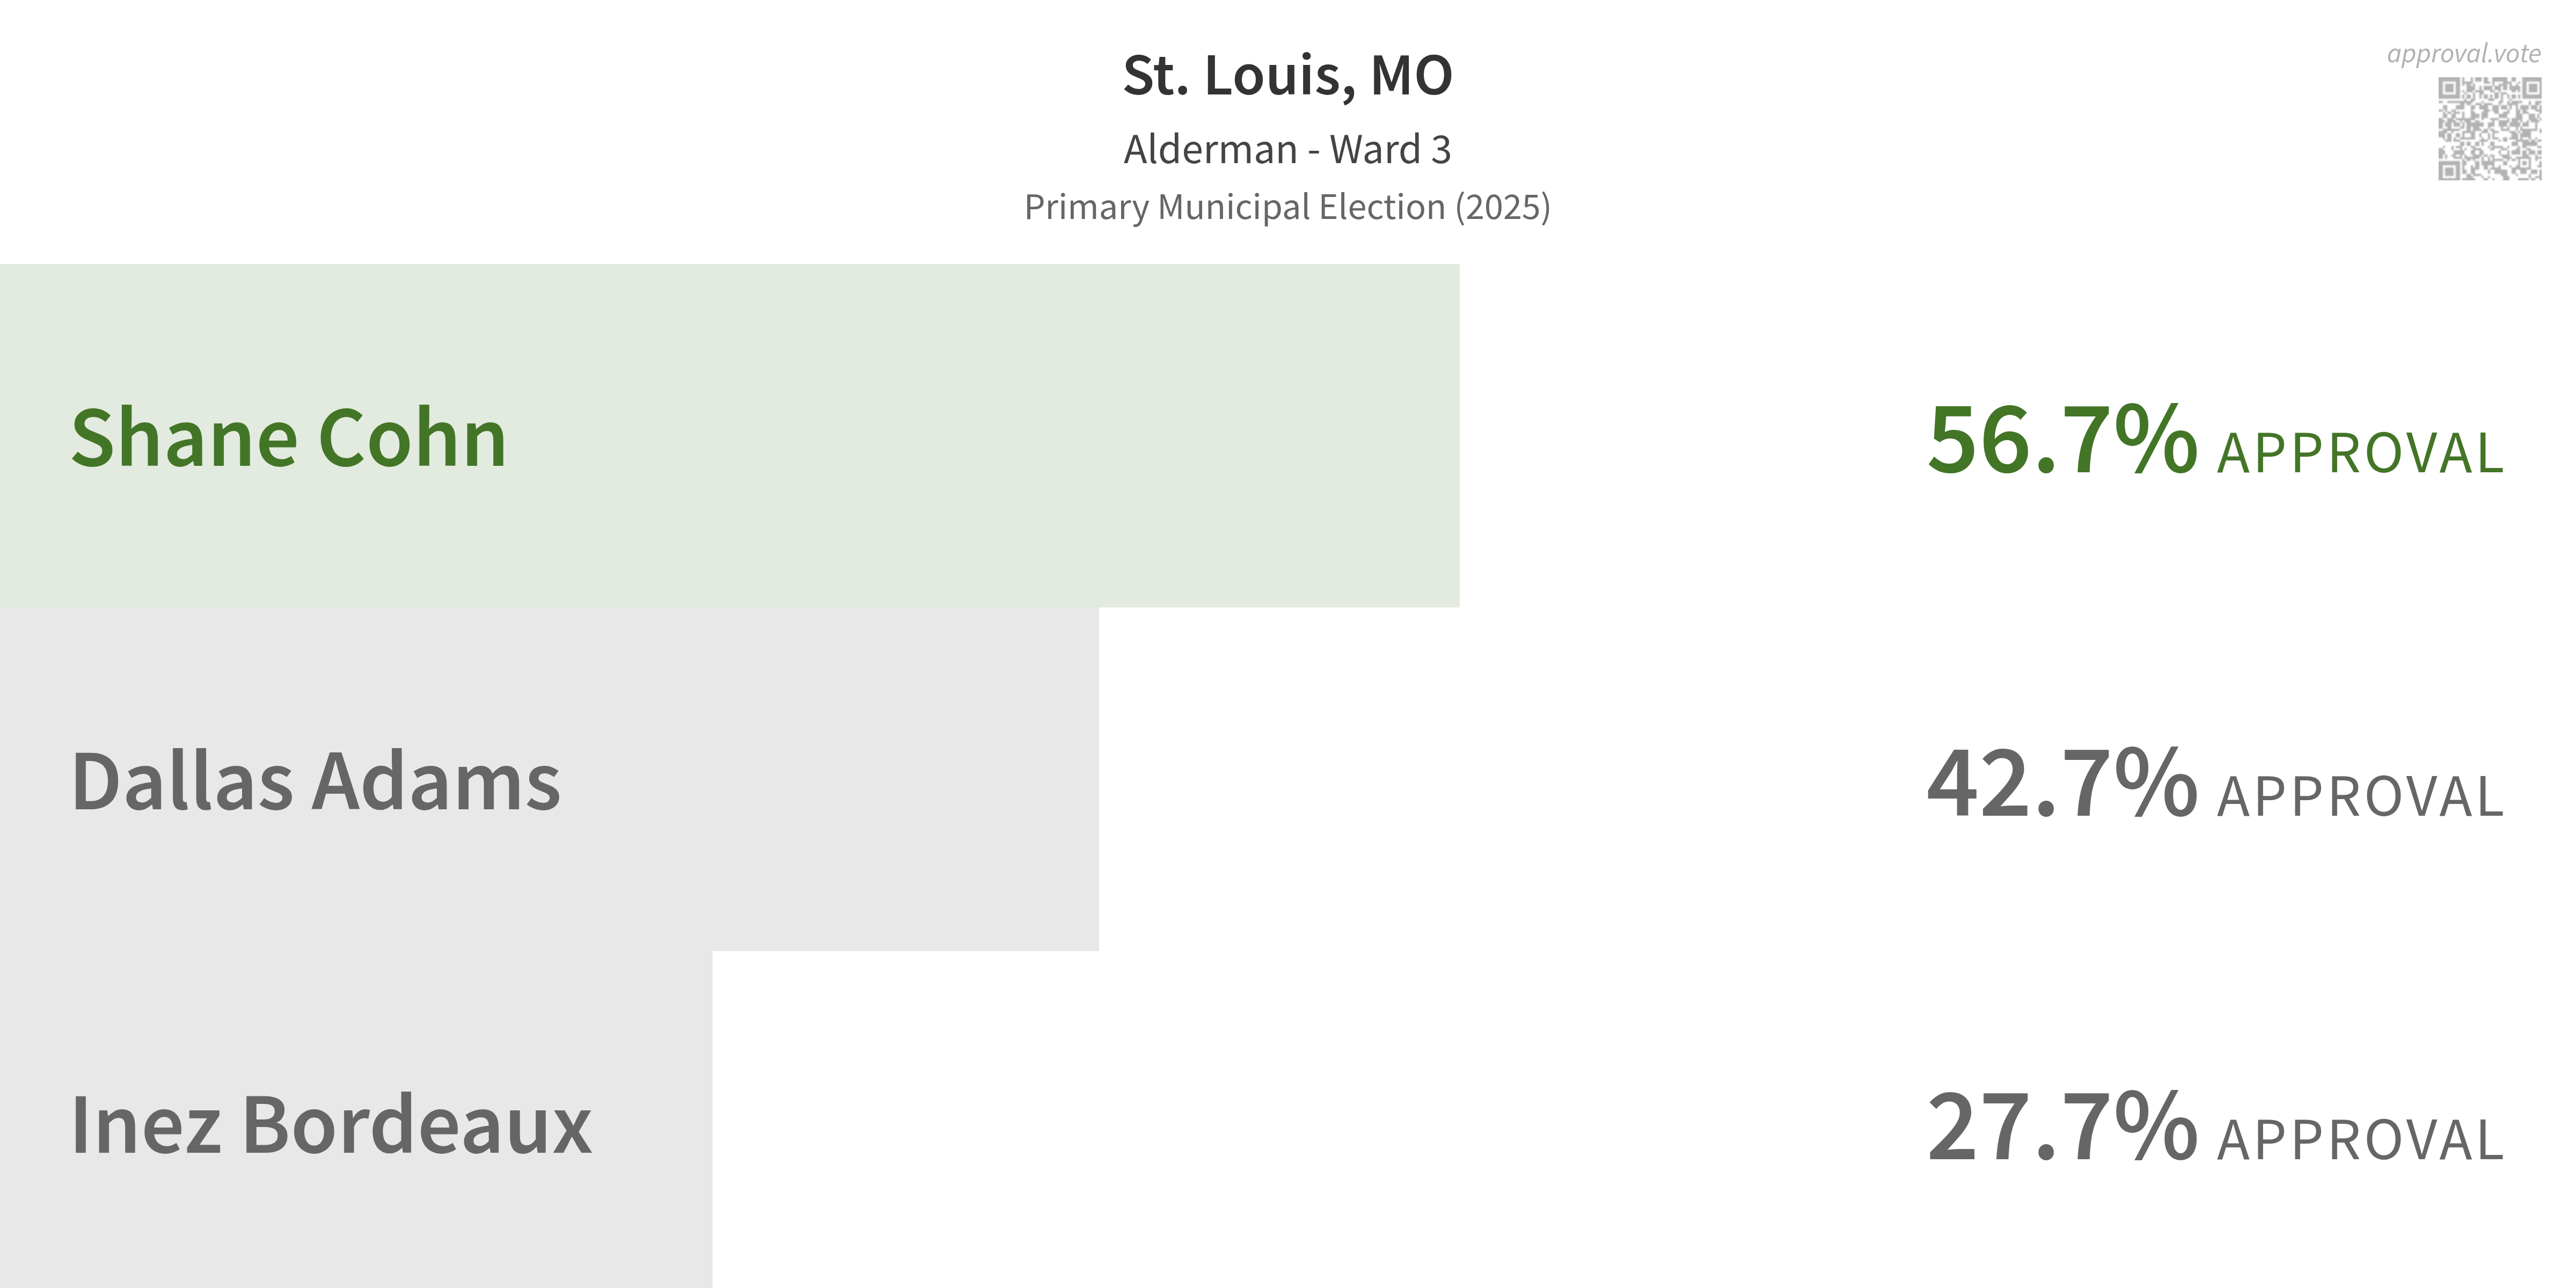 St. Louis, MO
approval.vote
Alderman - Ward 3
Primary Municipal Election (2025)
Shane Cohn 56.7% APPROVAL
Dallas Adams 42.7% APPROVAL
Inez Bordeaux 27.7% APPROVAL